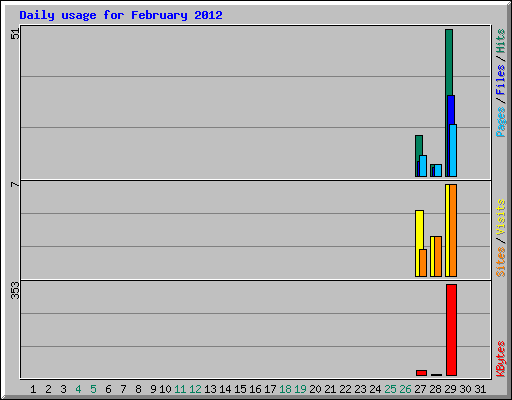 Daily usage for February 2012
51
7
353
Pages / Files / Hits
Sites / Visits
KBytes
1 2 3 4 5 6 7 8 9 10 11 12 13 14 15 16 17 18 19 20 21 22 23 24 25 26 27 28 29 30 31